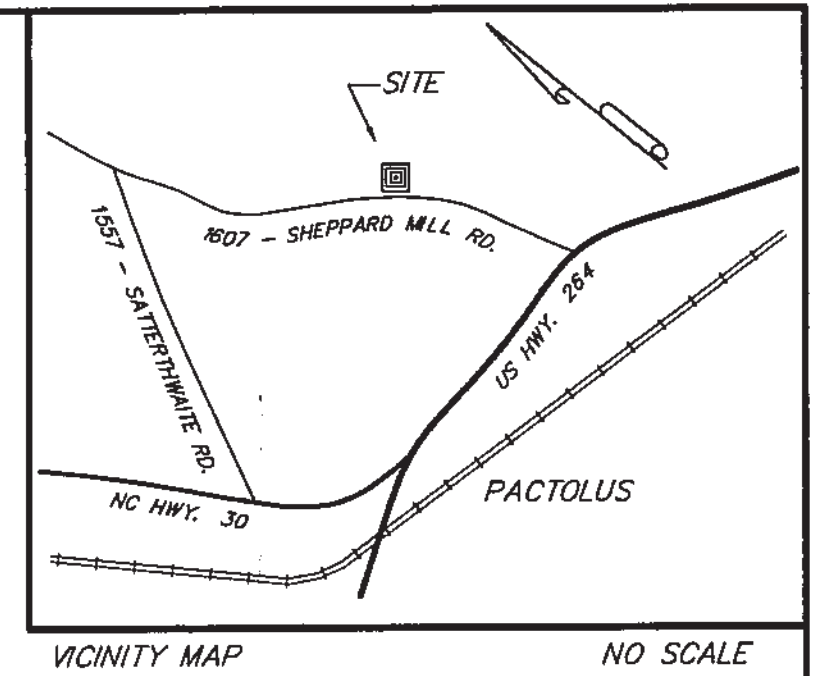 SITE
1607 - SHEPPARD MILL RD.
1557 - SATTERTHWAITE RD.
US HWY. 264
PACTOLUS
NC HWY. 30
VICINITY MAP
NO SCALE